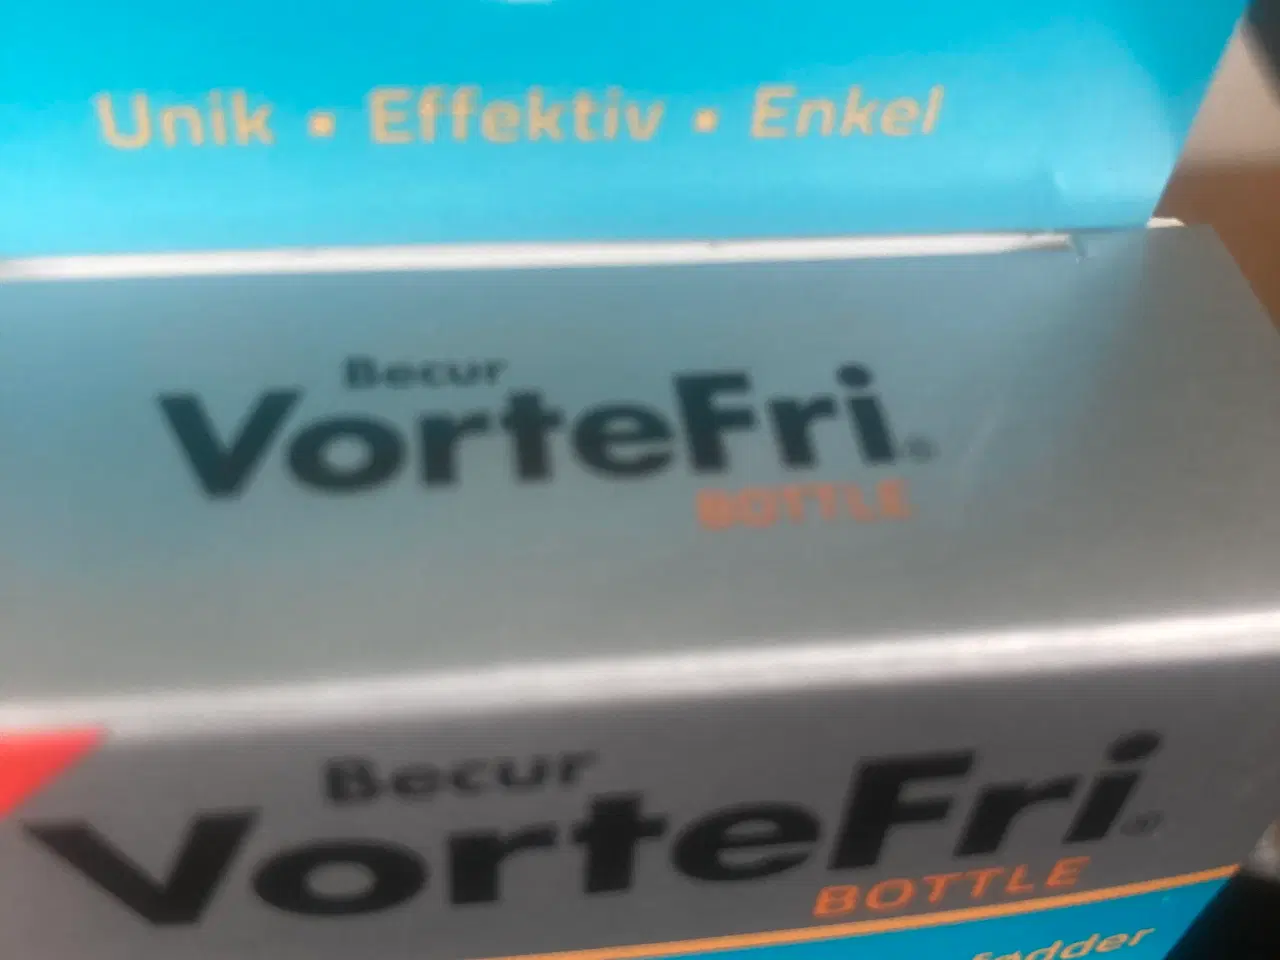 Unik • Effektiv • Enkel
Becur
VorteFri®
BOTTLE
Becur
VorteFri®
BOTTLE